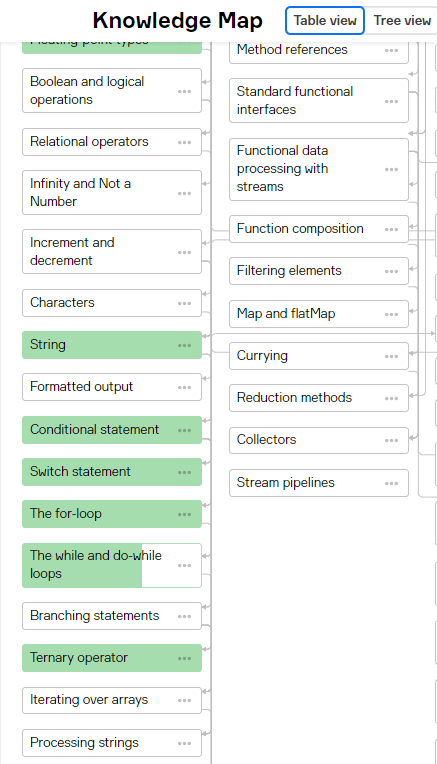 Knowledge Map
Table view
Tree view
Floating-point types
Boolean and logical
operations
Relational operators
Infinity and Not a
Number
Increment and
decrement
Characters
String
Formatted output
Conditional statement
Switch statement
The for-loop
The while and do-while
loops
Branching statements
Ternary operator
Iterating over arrays
Processing strings
Method references
Standard functional
interfaces
Functional data
processing with
streams
Function composition
Filtering elements
Map and flatMap
Currying
Reduction methods
Collectors
Stream pipelines